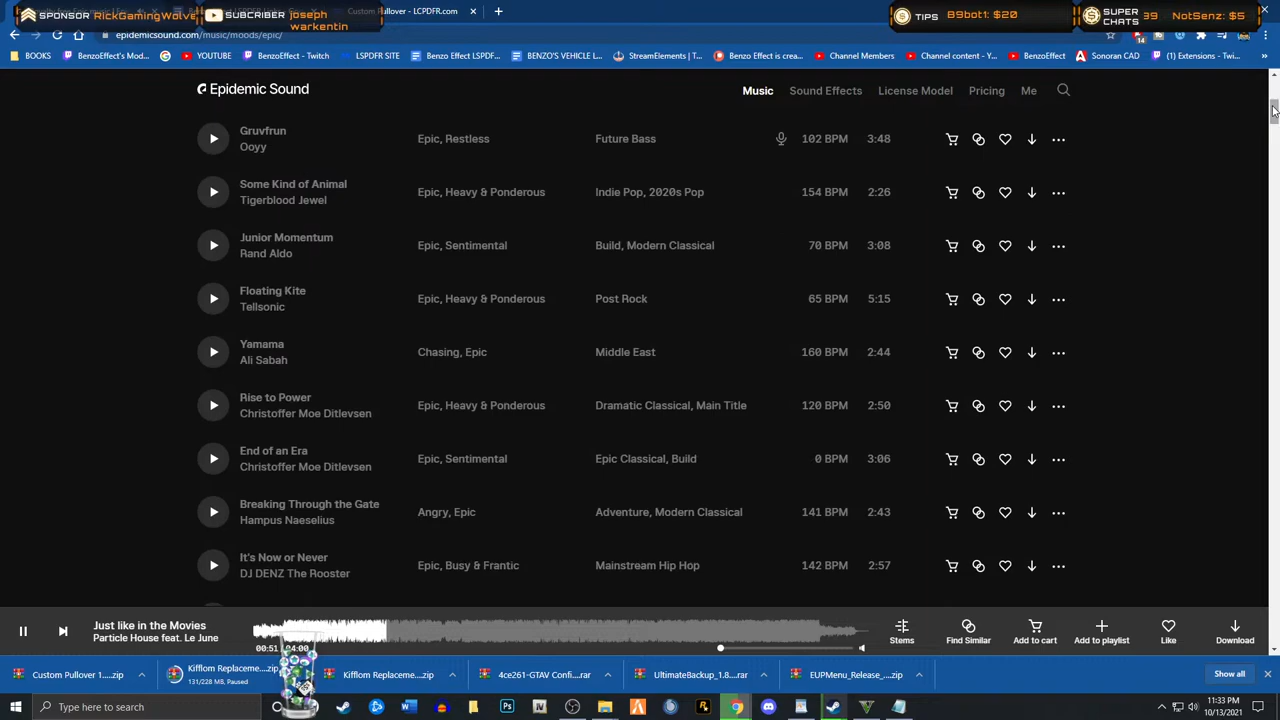 SPONSOR RickGamingWolve
SUBCRIBER joseph
warkentin
TIPS B9bot1: $20
SUPER
CHATS 39 NotSenz: $5
Custom Pullover - LCPDFR.com
epidemicsound.com/music/moods/epic/
14
BOOKS YOUTUBE BenzoEffect's Mod... BenzoEffect - Twitch LSPDFR SITE Benzo Effect LSPDF... BENZO'S VEHICLE L... StreamElements | T... Benzo Effect is crea... Channel Members Channel content - Y... BenzoEffect Sonoran CAD (1) Extensions - Twi...
Epidemic Sound Music Sound Effects License Model Pricing Me
Gruvfrun
Ooyy
Epic, Restless Future Bass 102 BPM 3:48
Some Kind of Animal
Tigerblood Jewel
Epic, Heavy & Ponderous Indie Pop, 2020s Pop 154 BPM 2:26
Junior Momentum
Rand Aldo
Epic, Sentimental Build, Modern Classical 70 BPM 3:08
Floating Kite
Tellsonic
Epic, Heavy & Ponderous Post Rock 65 BPM 5:15
Yamama
Ali Sabah
Chasing, Epic Middle East 160 BPM 2:44
Rise to Power
Christoffer Moe Ditlevsen
Epic, Heavy & Ponderous Dramatic Classical, Main Title 120 BPM 2:50
End of an Era
Christoffer Moe Ditlevsen
Epic, Sentimental Epic Classical, Build 0 BPM 3:06
Breaking Through the Gate
Hampus Naeselius
Angry, Epic Adventure, Modern Classical 141 BPM 2:43
It's Now or Never
DJ DENZ The Rooster
Epic, Busy & Frantic Mainstream Hip Hop 142 BPM 2:57
Just like in the Movies
Particle House feat. Le June
00:51 04:00
Stems Find Similar Add to cart Add to playlist Like Download
Custom Pullover 1....zip Kifflom Replaceme....zip
131/228 MB, Paused
Kifflom Replaceme....zip 4ce261-GTAV Confi....rar UltimateBackup_1.8....rar EUPMenu_Release_....zip Show all
Type here to search
11:33 PM
10/13/2021